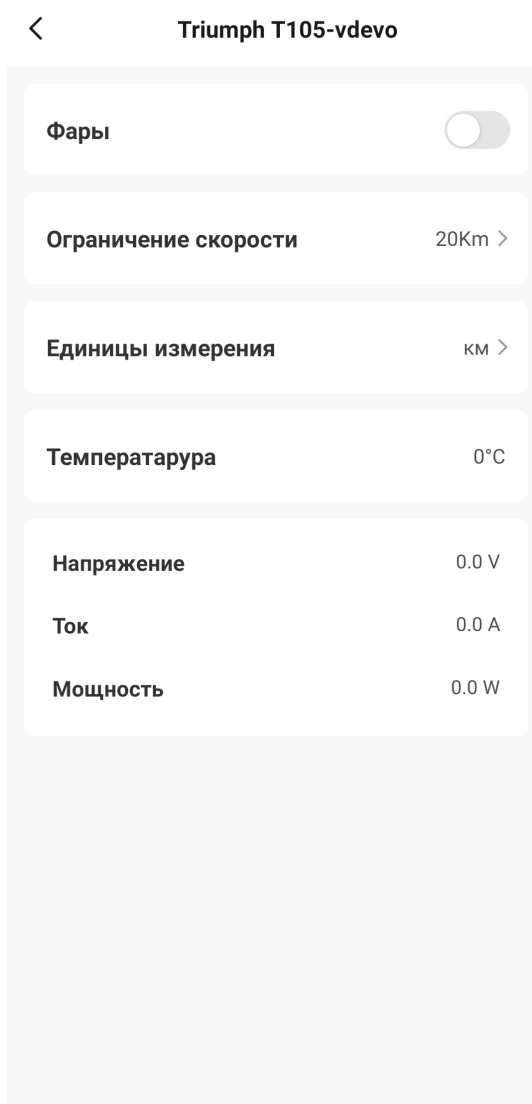 Triumph T105-vdevo
Фары
Ограничение скорости 20Km
Единицы измерения км
Температарура 0°C
Напряжение 0.0 V
Ток 0.0 A
Мощность 0.0 W